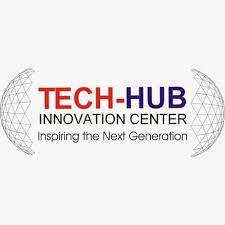 TECH-HUB
INNOVATION CENTER
Inspiring the Next Generation